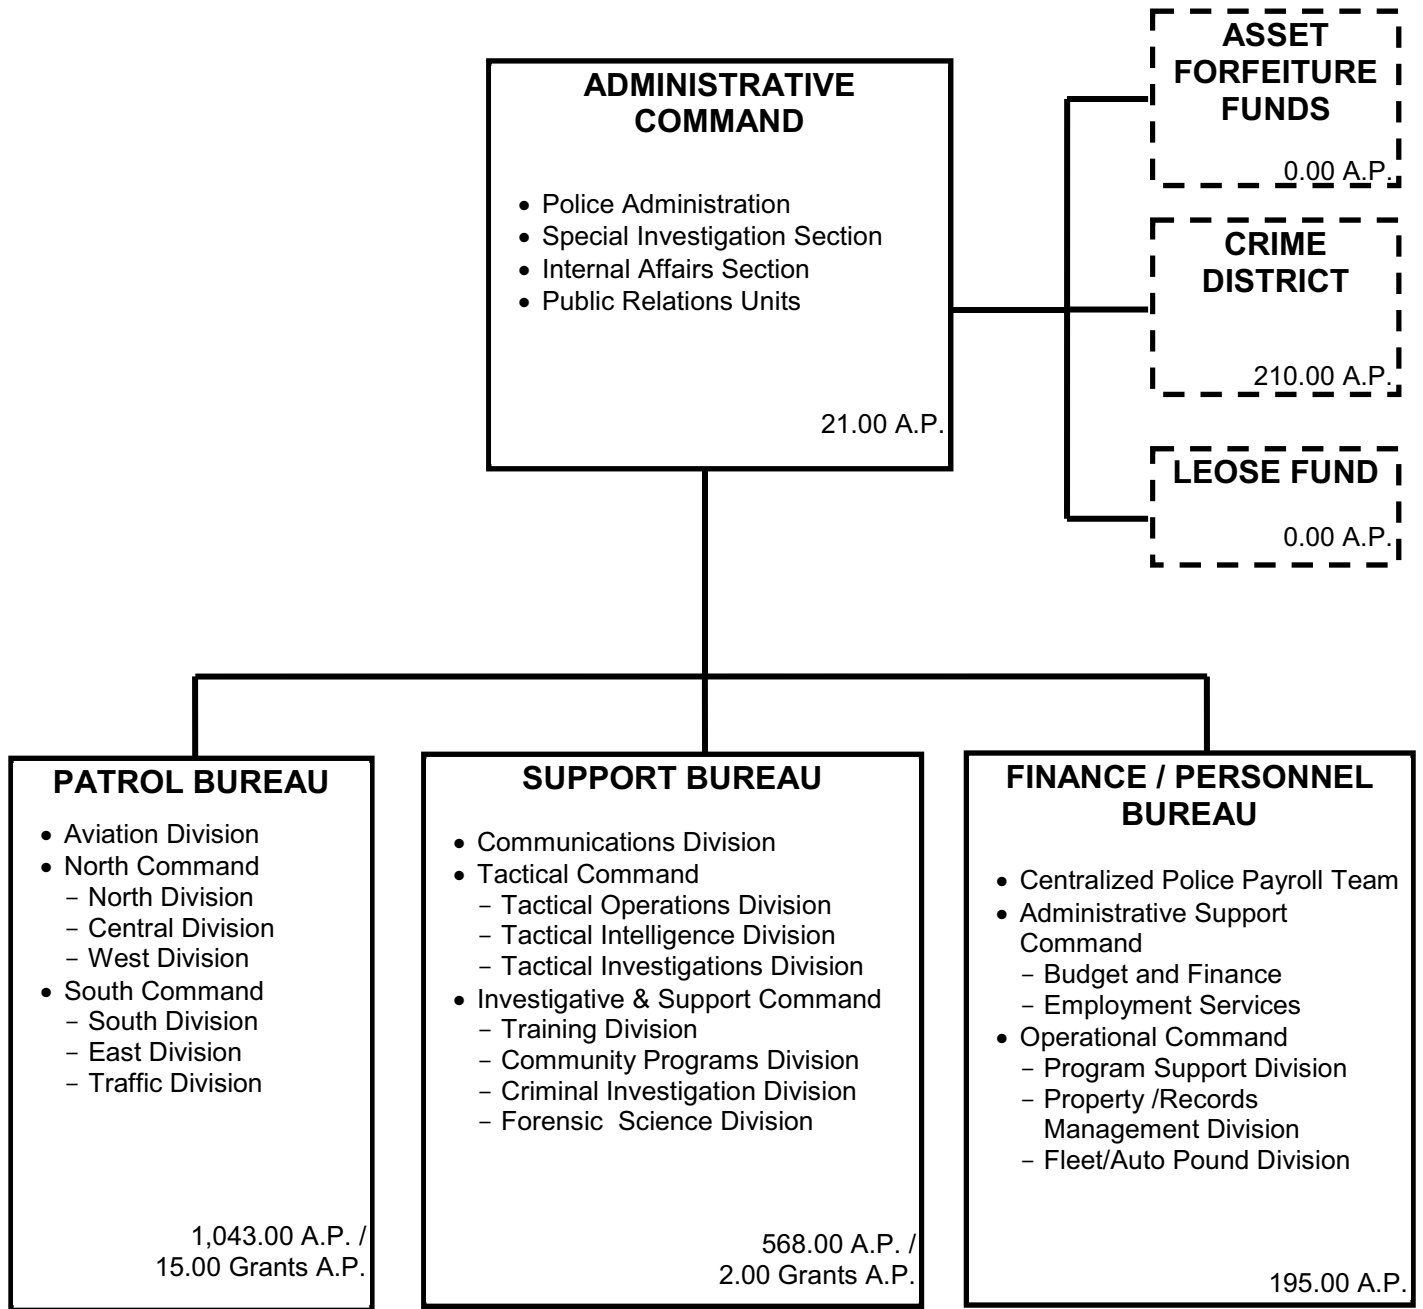 ADMINISTRATIVE
COMMAND
• Police Administration
• Special Investigation Section
• Internal Affairs Section
• Public Relations Units
21.00 A.P.
ASSET
FORFEITURE
FUNDS
0.00 A.P.
CRIME
DISTRICT
210.00 A.P.
LEOSE FUND
0.00 A.P.
PATROL BUREAU
• Aviation Division
• North Command
– North Division
– Central Division
– West Division
• South Command
– South Division
– East Division
– Traffic Division
1,043.00 A.P. /
15.00 Grants A.P.
SUPPORT BUREAU
• Communications Division
• Tactical Command
– Tactical Operations Division
– Tactical Intelligence Division
– Tactical Investigations Division
• Investigative & Support Command
– Training Division
– Community Programs Division
– Criminal Investigation Division
– Forensic  Science Division
568.00 A.P. /
2.00 Grants A.P.
FINANCE / PERSONNEL
BUREAU
• Centralized Police Payroll Team
• Administrative Support
Command
– Budget and Finance
– Employment Services
• Operational Command
– Program Support Division
– Property /Records
Management Division
– Fleet/Auto Pound Division
195.00 A.P.